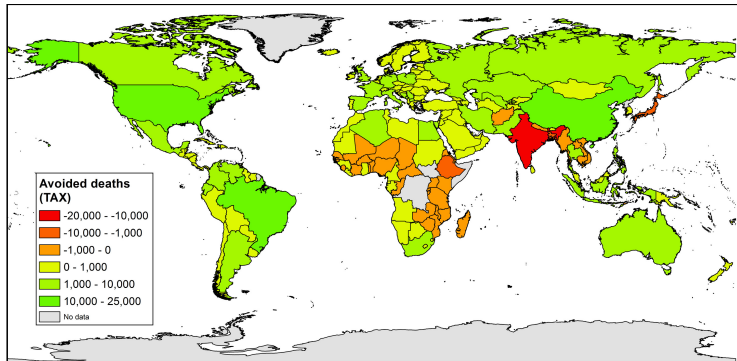 Avoided deaths
(TAX)
-20,000 - -10,000
-10,000 - -1,000
-1,000 - 0
0 - 1,000
1,000 - 10,000
10,000 - 25,000
No data